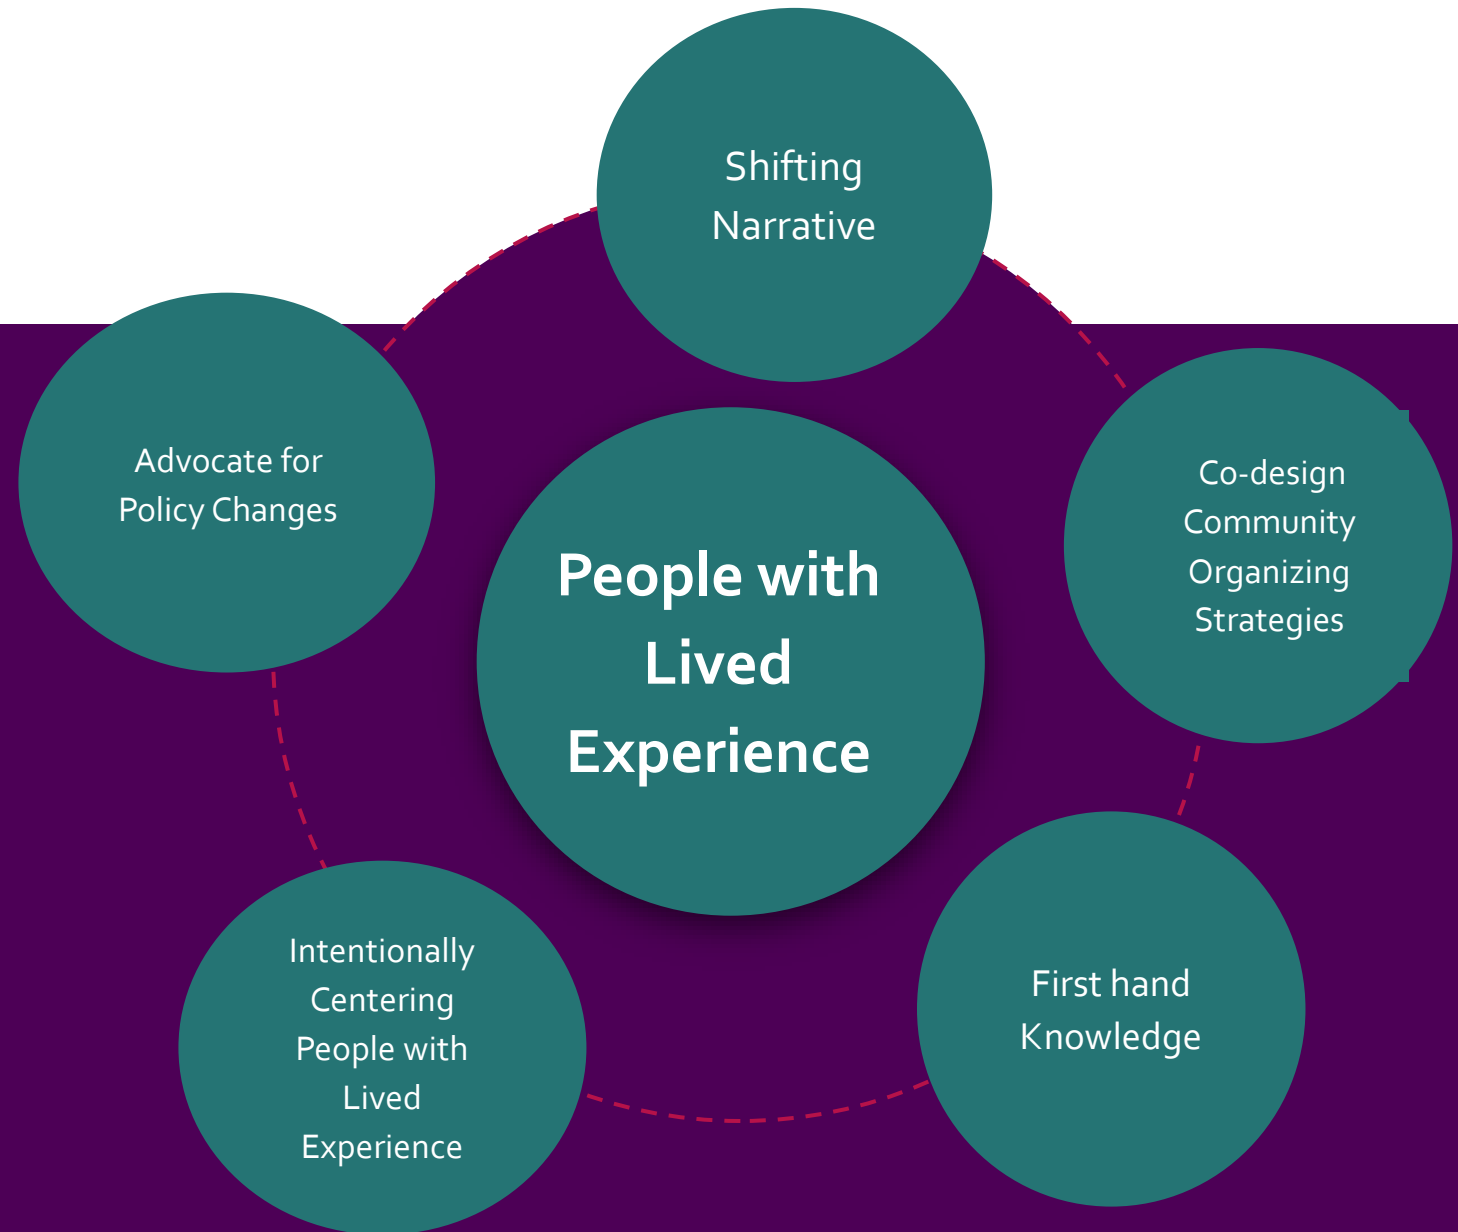 Shifting
Narrative
Advocate for
Policy Changes
Co-design
Community
Organizing
Strategies
People with
Lived
Experience
Intentionally
Centering
People with
Lived
Experience
First hand
Knowledge